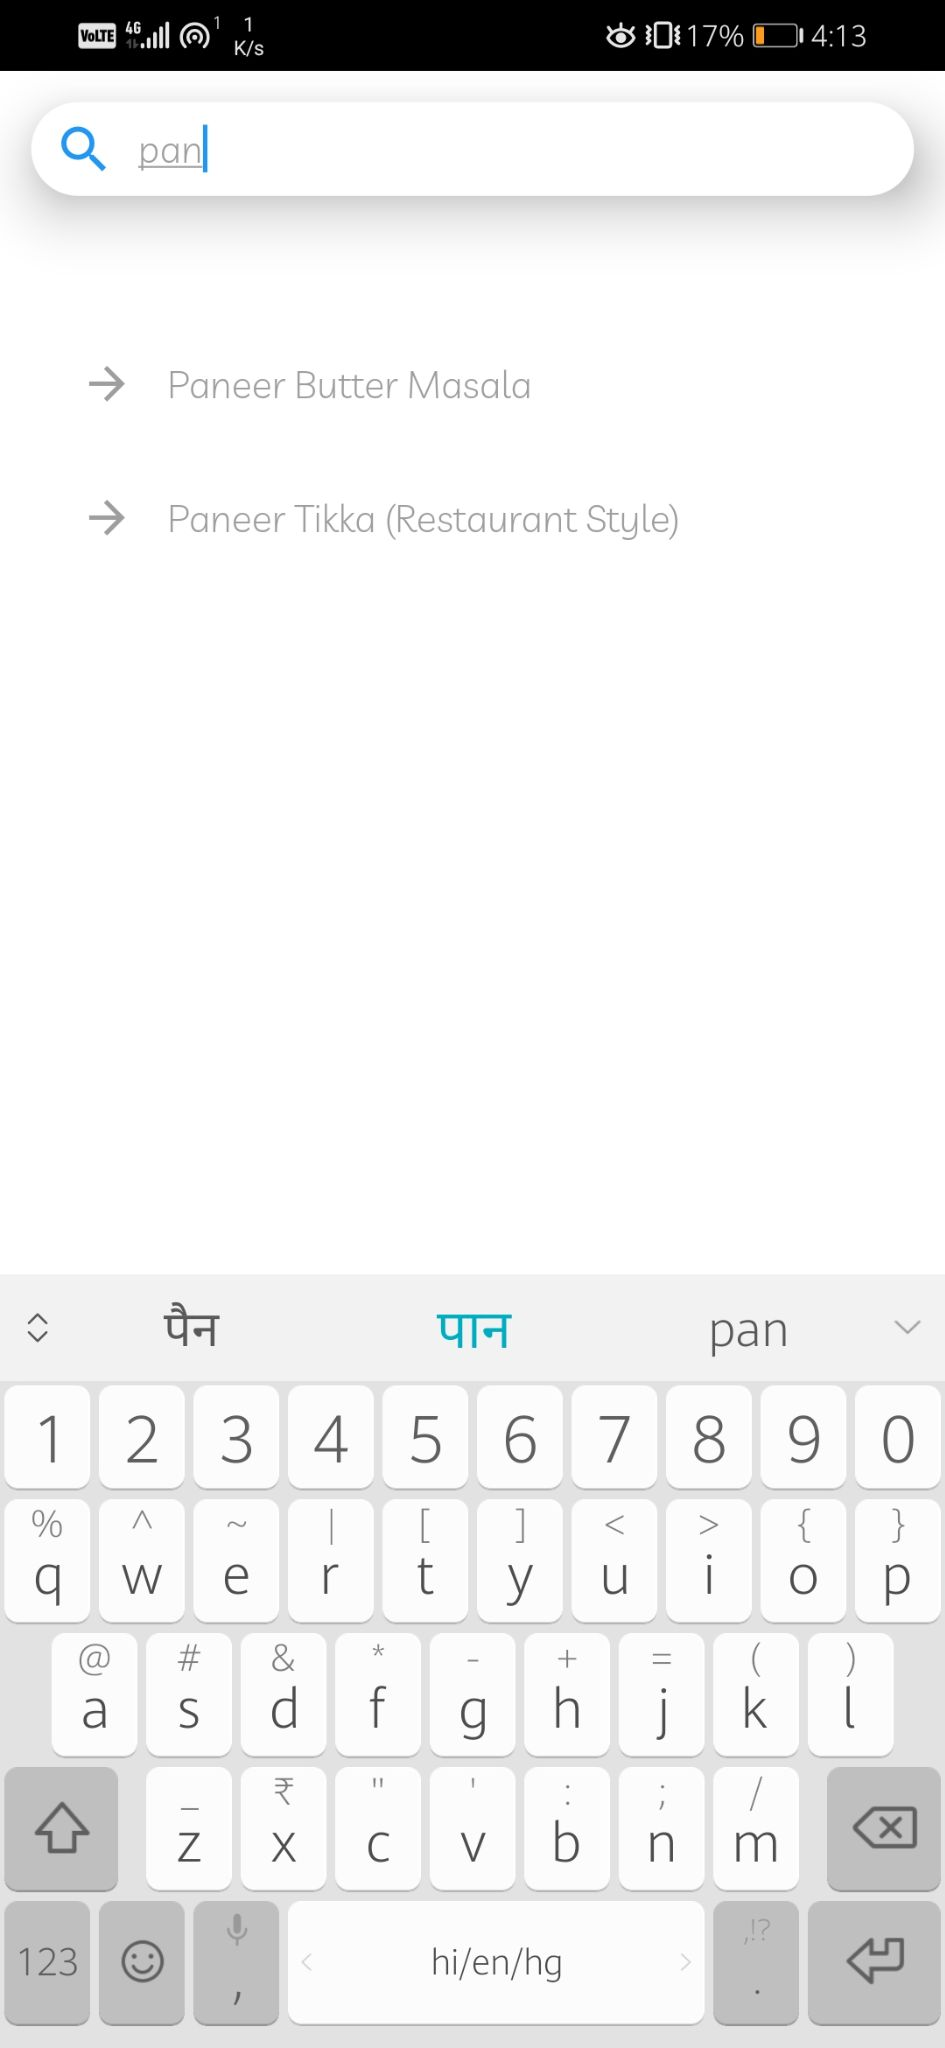 VoLTE 4G 1 1 K/s 17% 4:13
pan
Paneer Butter Masala
Paneer Tikka (Restaurant Style)
पैन पान pan
1 2 3 4 5 6 7 8 9 0
% ^ ~ | [ ] < > { }
q w e r t y u i o p
@ # & * - + = ( )
a s d f g h j k l
_ ₹ " ' : ; /
z x c v b n m
,!?
123 , < hi/en/hg > .